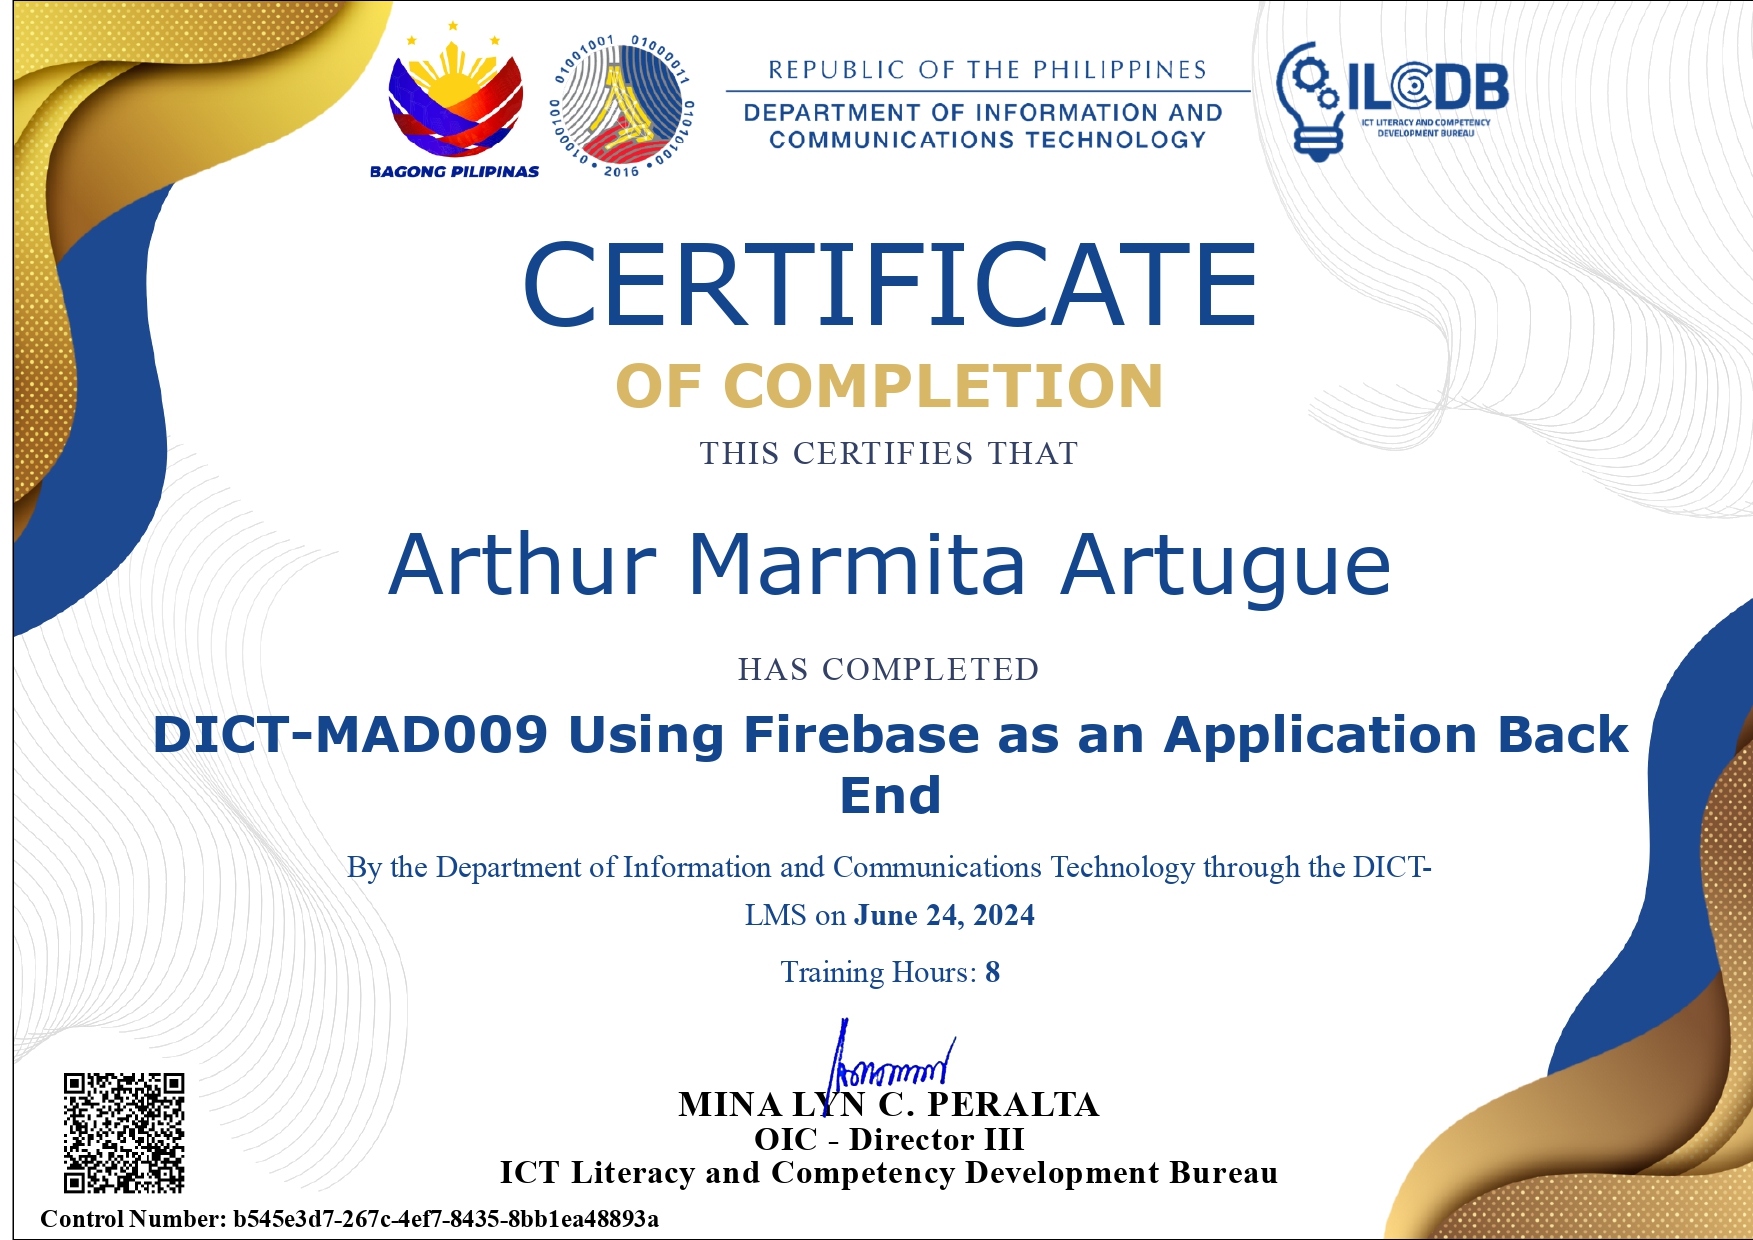 BAGONG PILIPINAS
01000100 01001001 01000011 01010100 • 2016 •
REPUBLIC OF THE PHILIPPINES
DEPARTMENT OF INFORMATION AND
COMMUNICATIONS TECHNOLOGY
ILCDB
ICT LITERACY AND COMPETENCY
DEVELOPMENT BUREAU
CERTIFICATE
OF COMPLETION
THIS CERTIFIES THAT
Arthur Marmita Artugue
HAS COMPLETED
DICT-MAD009 Using Firebase as an Application Back
End
By the Department of Information and Communications Technology through the DICT-
LMS on June 24, 2024
Training Hours: 8
MINA LYN C. PERALTA
OIC - Director III
ICT Literacy and Competency Development Bureau
Control Number: b545e3d7-267c-4ef7-8435-8bb1ea48893a